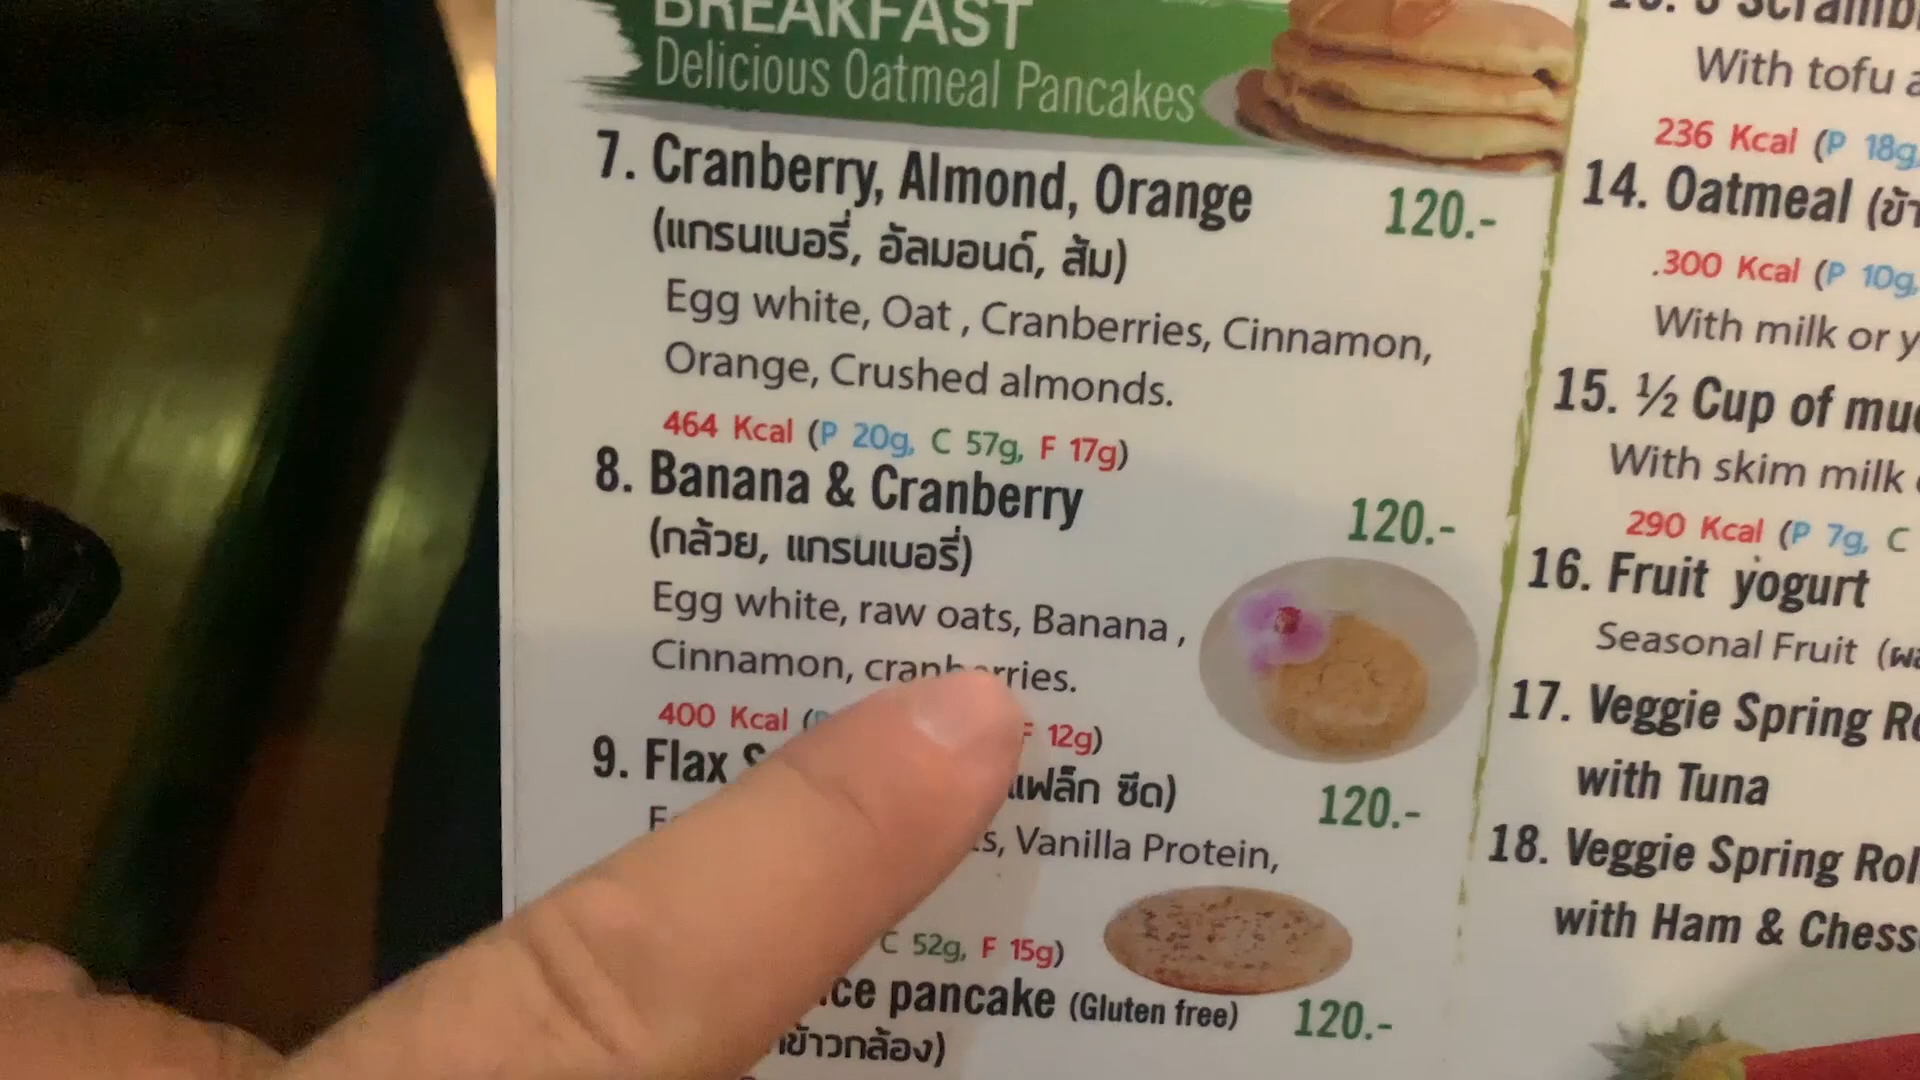 BREAKFAST
Delicious Oatmeal Pancakes
7. Cranberry, Almond, Orange 120.-
(แกรนเบอรี่, อัลมอนด์, ส้ม)
Egg white, Oat , Cranberries, Cinnamon,
Orange, Crushed almonds.
464 Kcal (P 20g, C 57g, F 17g)
8. Banana & Cranberry 120.-
(กล้วย, แกรนเบอรี่)
Egg white, raw oats, Banana ,
Cinnamon, cranberries.
400 Kcal ( F 12g)
9. Flax แฟล็ก ซีด) 120.-
Vanilla Protein,
C 52g, F 15g)
pancake (Gluten free) 120.-
ข้าวกล้อง)
With tofu
236 Kcal (P 18g,
14. Oatmeal
.300 Kcal (P 10g,
With milk or
15. ½ Cup of
With skim milk
290 Kcal (P 7g, C
16. Fruit yogurt
Seasonal Fruit
17. Veggie Spring
with Tuna
18. Veggie Spring
with Ham &